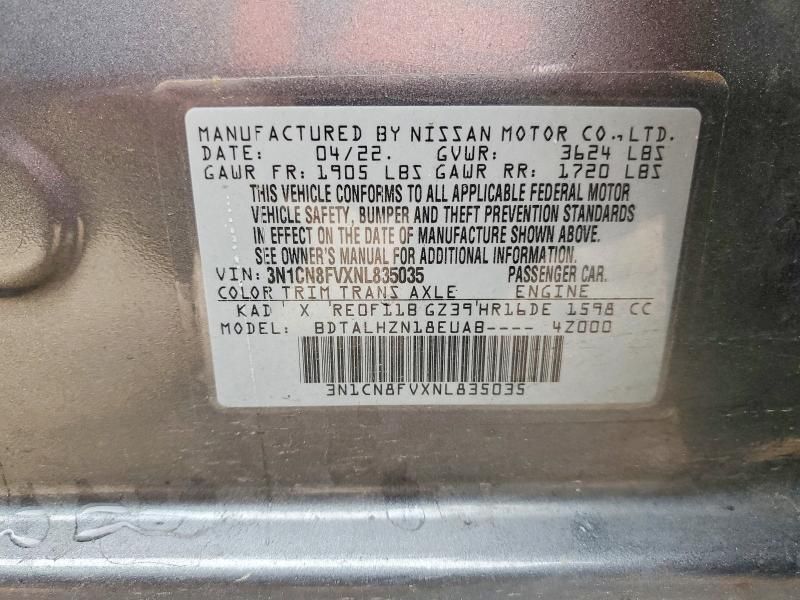 MANUFACTURED BY NISSAN MOTOR CO.,LTD.
DATE: 04/22. GVWR: 3624 LBS
GAWR FR: 1905 LBS GAWR RR: 1720 LBS
THIS VEHICLE CONFORMS TO ALL APPLICABLE FEDERAL MOTOR
VEHICLE SAFETY, BUMPER AND THEFT PREVENTION STANDARDS
IN EFFECT ON THE DATE OF MANUFACTURE SHOWN ABOVE.
SEE OWNER'S MANUAL FOR ADDITIONAL INFORMATION.
VIN: 3N1CN8FVXNL835035 PASSENGER CAR.
COLOR TRIM TRANS AXLE ENGINE
KAD X RE0F11B GZ39 HR16DE 1598 CC
MODEL: BDTALHZN18EUAB---- 4Z000
3N1CN8FVXNL835035